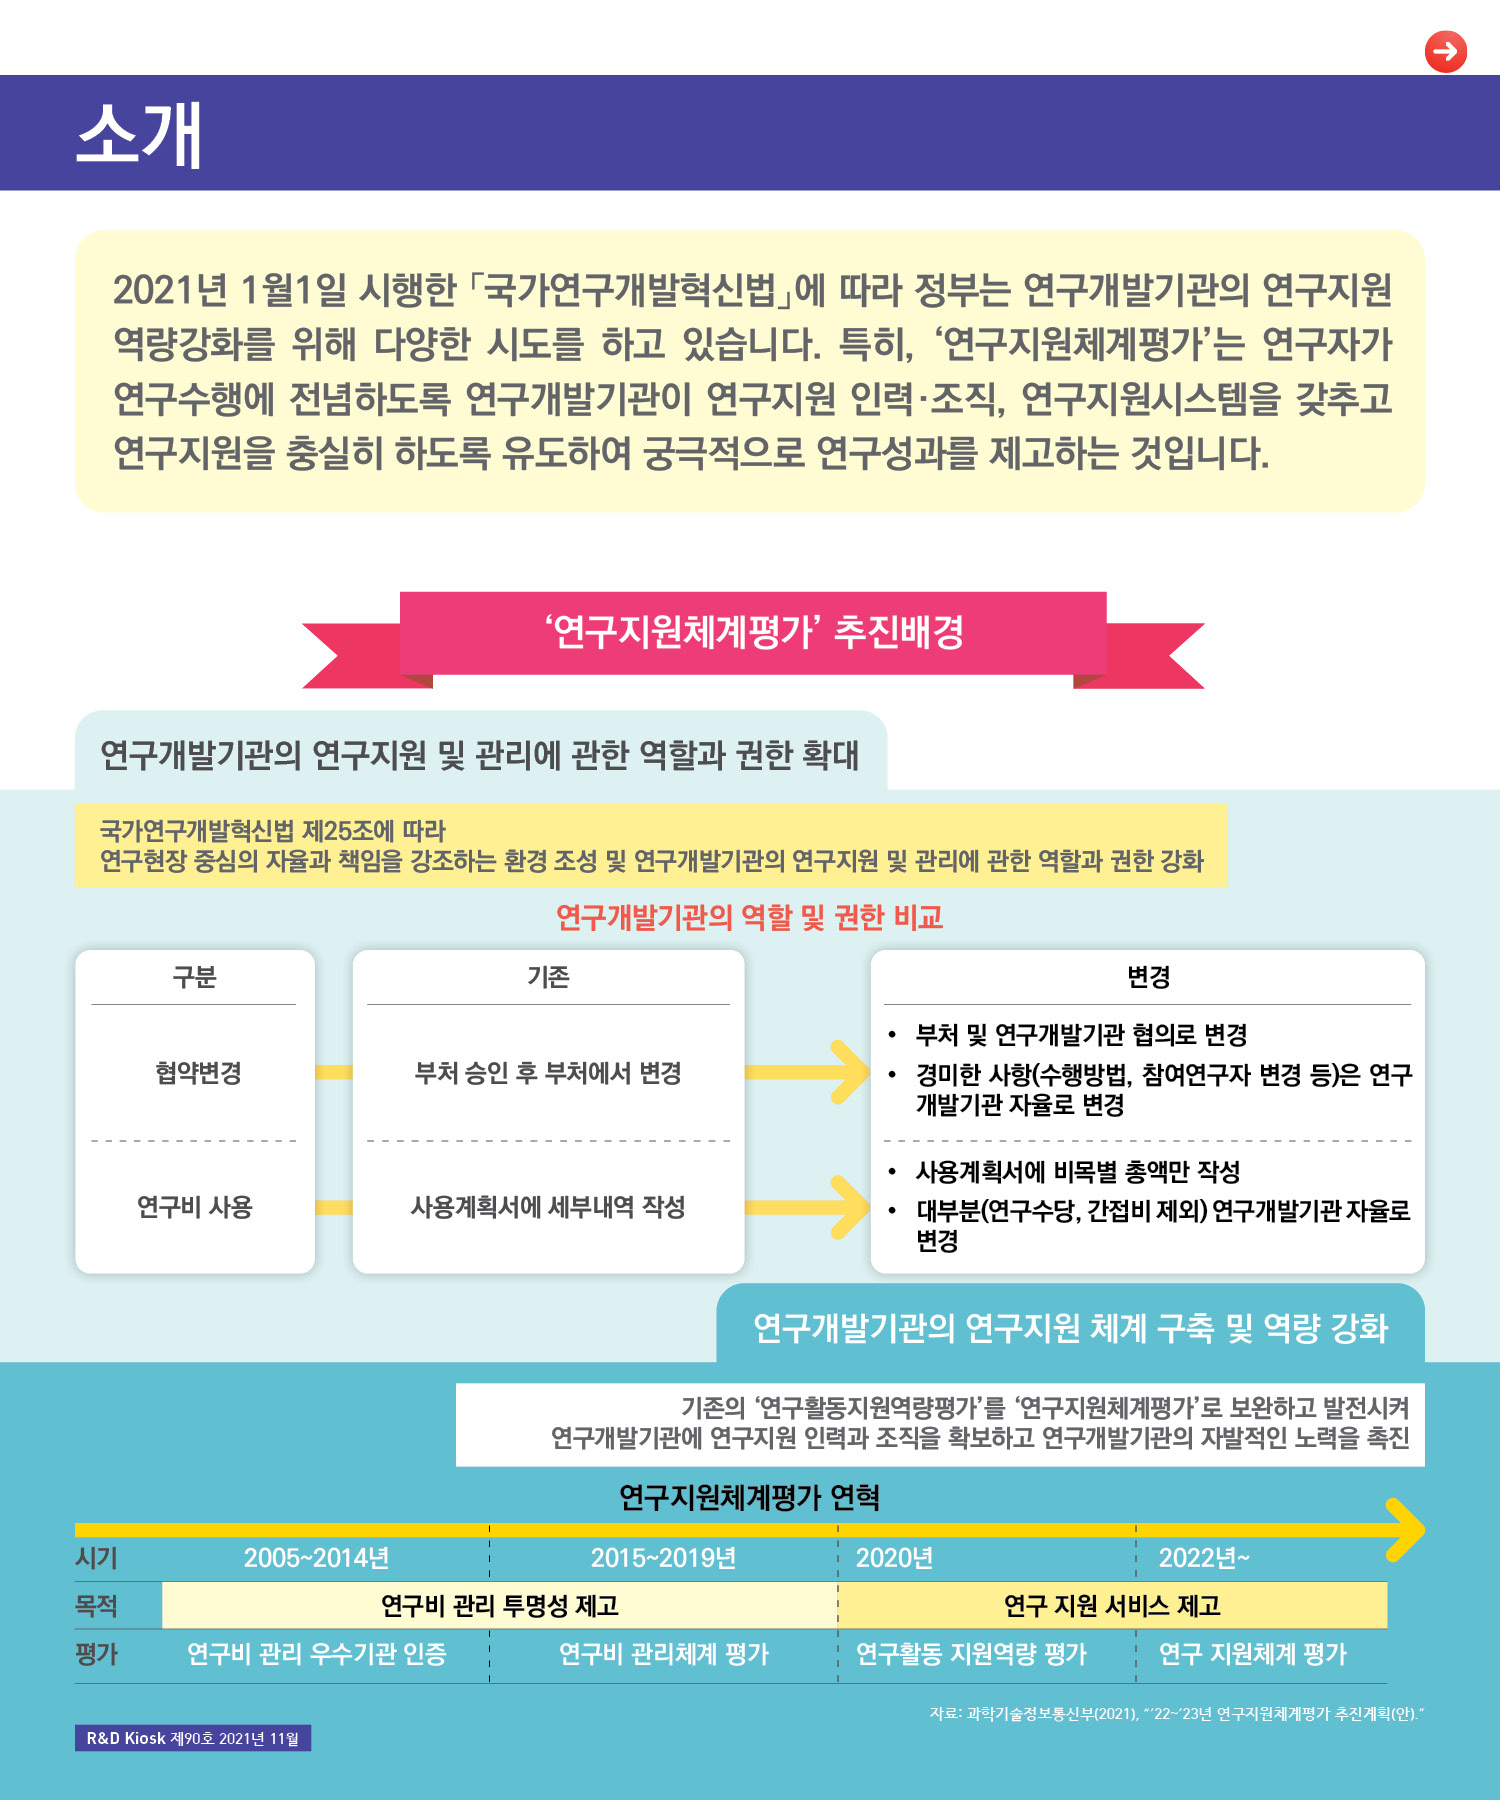 소개
2021년 1월1일 시행한 「국가연구개발혁신법」에 따라 정부는 연구개발기관의 연구지원
역량강화를 위해 다양한 시도를 하고 있습니다. 특히, ‘연구지원체계평가’는 연구자가
연구수행에 전념하도록 연구개발기관이 연구지원 인력·조직, 연구지원시스템을 갖추고
연구지원을 충실히 하도록 유도하여 궁극적으로 연구성과를 제고하는 것입니다.
‘연구지원체계평가’ 추진배경
연구개발기관의 연구지원 및 관리에 관한 역할과 권한 확대
국가연구개발혁신법 제25조에 따라
연구현장 중심의 자율과 책임을 강조하는 환경 조성 및 연구개발기관의 연구지원 및 관리에 관한 역할과 권한 강화
연구개발기관의 역할 및 권한 비교
구분 기존 변경
협약변경 부처 승인 후 부처에서 변경
• 부처 및 연구개발기관 협의로 변경
• 경미한 사항(수행방법, 참여연구자 변경 등)은 연구
개발기관 자율로 변경
연구비 사용 사용계획서에 세부내역 작성
• 사용계획서에 비목별 총액만 작성
• 대부분(연구수당, 간접비 제외) 연구개발기관 자율로
변경
연구개발기관의 연구지원 체계 구축 및 역량 강화
기존의 ‘연구활동지원역량평가’를 ‘연구지원체계평가’로 보완하고 발전시켜
연구개발기관에 연구지원 인력과 조직을 확보하고 연구개발기관의 자발적인 노력을 촉진
연구지원체계평가 연혁
시기 2005~2014년 2015~2019년 2020년 2022년~
목적 연구비 관리 투명성 제고 연구 지원 서비스 제고
평가 연구비 관리 우수기관 인증 연구비 관리체계 평가 연구활동 지원역량 평가 연구 지원체계 평가
자료: 과학기술정보통신부(2021), “’22~’23년 연구지원체계평가 추진계획(안).”
R&D Kiosk 제90호 2021년 11월